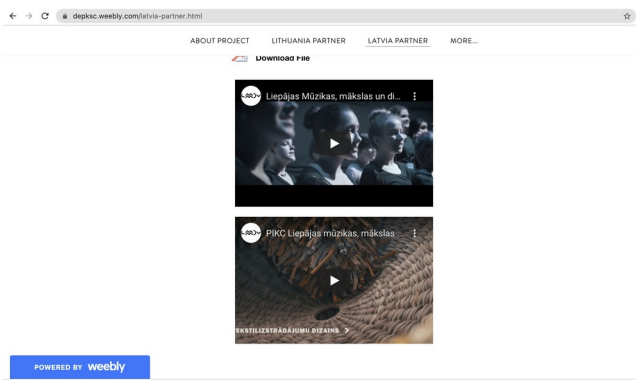 depksc.weebly.com/latvia-partner.html
ABOUT PROJECT LITHUANIA PARTNER LATVIA PARTNER MORE...
Download File
Liepājas Mūzikas, mākslas un di...
PIKC Liepājas mūzikas, mākslas
EKSTILIZSTRĀDĀJUMU DIZAINS >
POWERED BY weebly